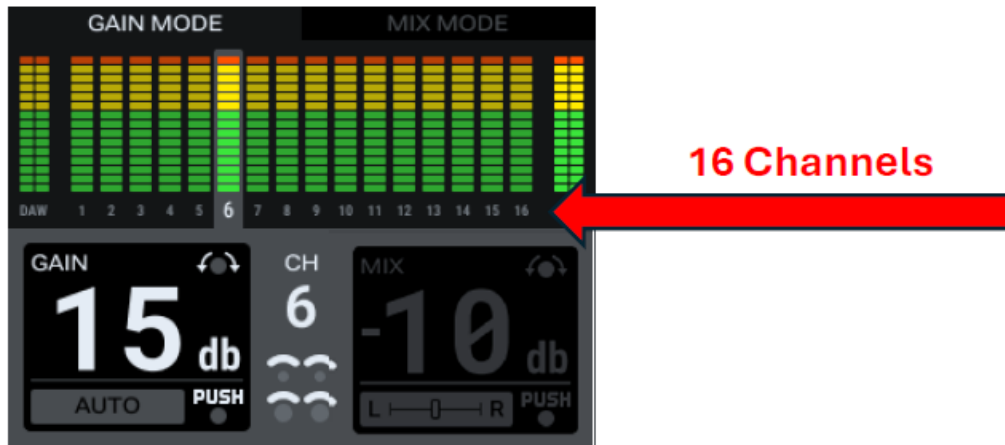 GAIN MODE MIX MODE
16 Channels
DAW 1 2 3 4 5 6 7 8 9 10 11 12 13 14 15 16
GAIN CH MIX
15 db 6 -10 db
AUTO PUSH L R PUSH